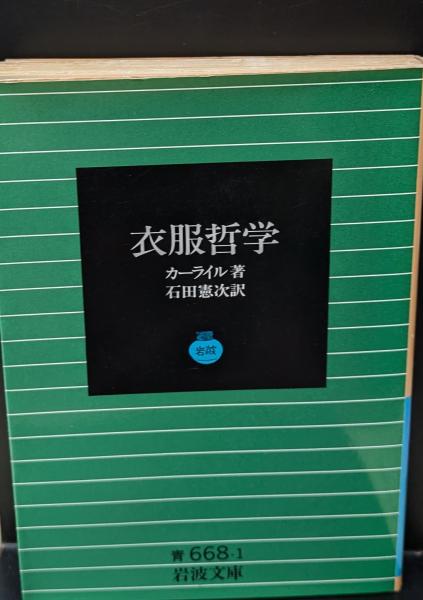 衣服哲学
カーライル著
石田憲次訳
岩波
青 668-1
岩波文庫